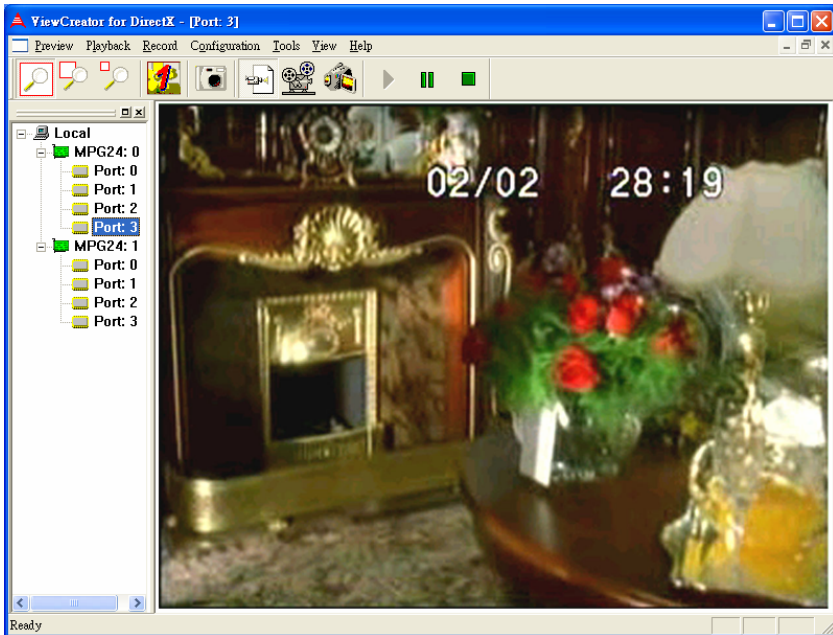 ViewCreator for DirectX - [Port: 3]
Preview Playback Record Configuration Tools View Help
Local
MPG24: 0
Port: 0
Port: 1
Port: 2
Port: 3
MPG24: 1
Port: 0
Port: 1
Port: 2
Port: 3
02/02 28:19
Ready